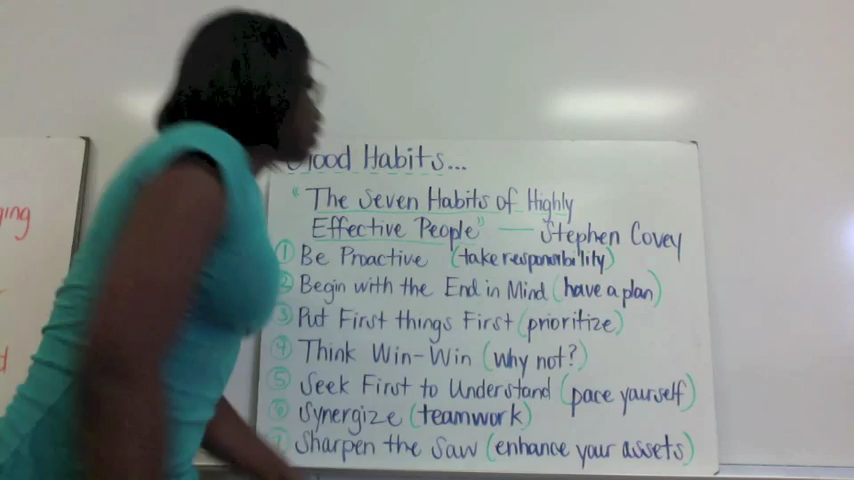 Good Habits...
"The Seven Habits of Highly
Effective People" — Stephen Covey
① Be Proactive (take responsibility)
② Begin with the End in Mind (have a plan)
③ Put First things First (prioritize)
④ Think Win-Win (why not?)
⑤ Seek First to Understand (pace yourself)
⑥ Synergize (teamwork)
⑦ Sharpen the Saw (enhance your assets)